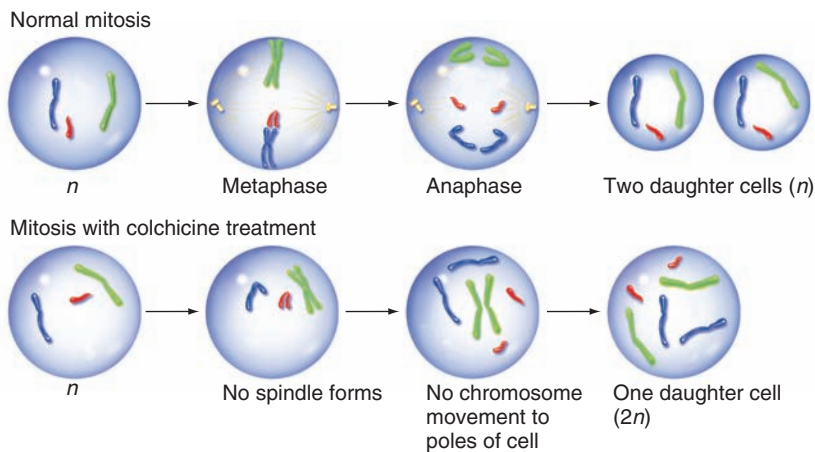 Normal mitosis
n
Metaphase
Anaphase
Two daughter cells (n)
Mitosis with colchicine treatment
n
No spindle forms
No chromosome
movement to
poles of cell
One daughter cell
(2n)